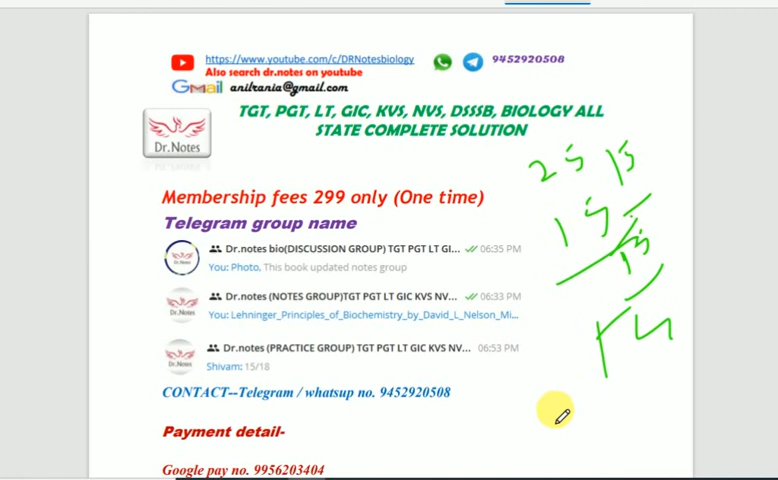 https://www.youtube.com/c/DRNotesbiology
9452920508
Also search dr.notes on youtube
Gmail anilrania@gmail.com
TGT, PGT, LT, GIC, KVS, NVS, DSSSB, BIOLOGY ALL
STATE COMPLETE SOLUTION
Dr.Notes
Membership fees 299 only (One time)
Telegram group name
Dr.notes bio(DISCUSSION GROUP) TGT PGT LT GI... 06:35 PM
You: Photo, This book updated notes group
Dr.notes (NOTES GROUP)TGT PGT LT GIC KVS NV... 06:33 PM
You: Lehninger_Principles_of_Biochemistry_by_David_L_Nelson_Mi...
Dr.notes (PRACTICE GROUP) TGT PGT LT GIC KVS NV... 06:53 PM
Shivam: 15/18
CONTACT--Telegram / whatsup no. 9452920508
Payment detail-
Google pay no. 9956203404
25 15
15